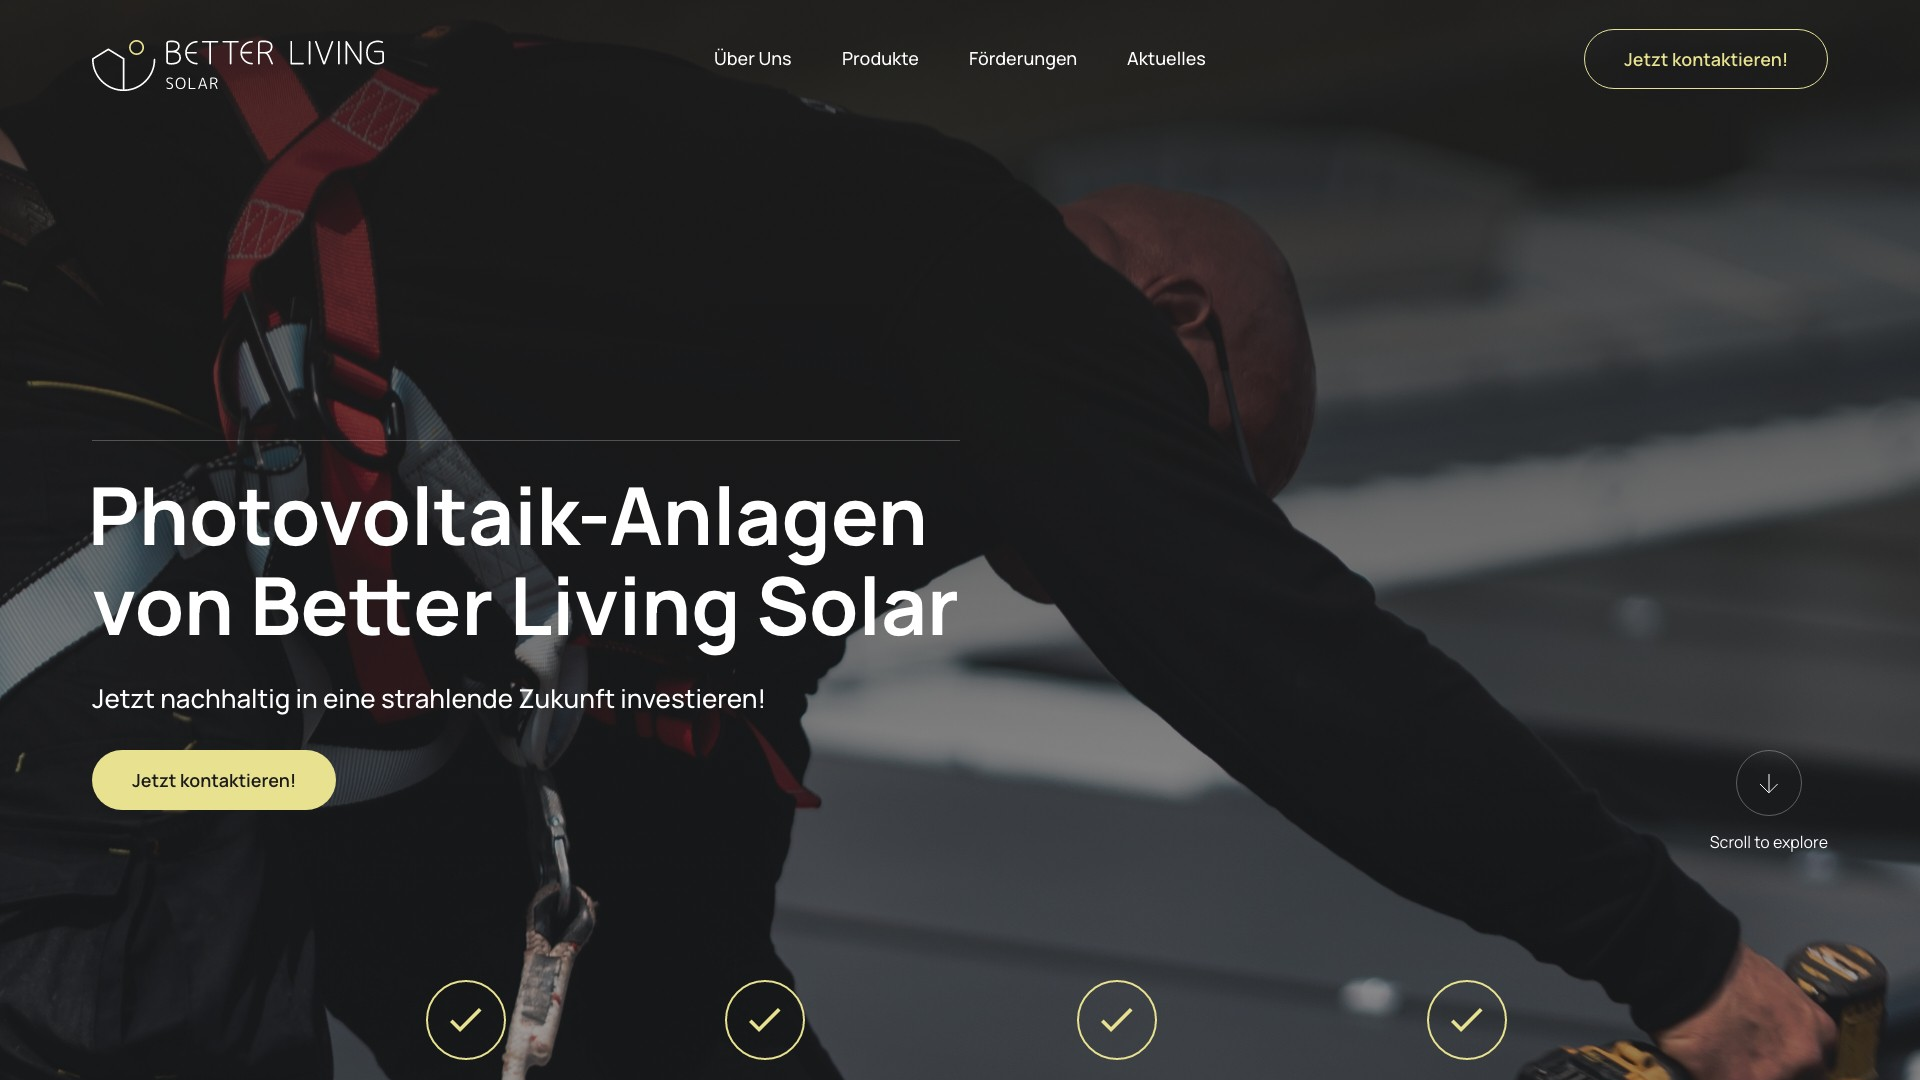 BETTER LIVING
SOLAR
Über Uns
Produkte
Förderungen
Aktuelles
Jetzt kontaktieren!
Photovoltaik-Anlagen
von Better Living Solar
Jetzt nachhaltig in eine strahlende Zukunft investieren!
Jetzt kontaktieren!
Scroll to explore